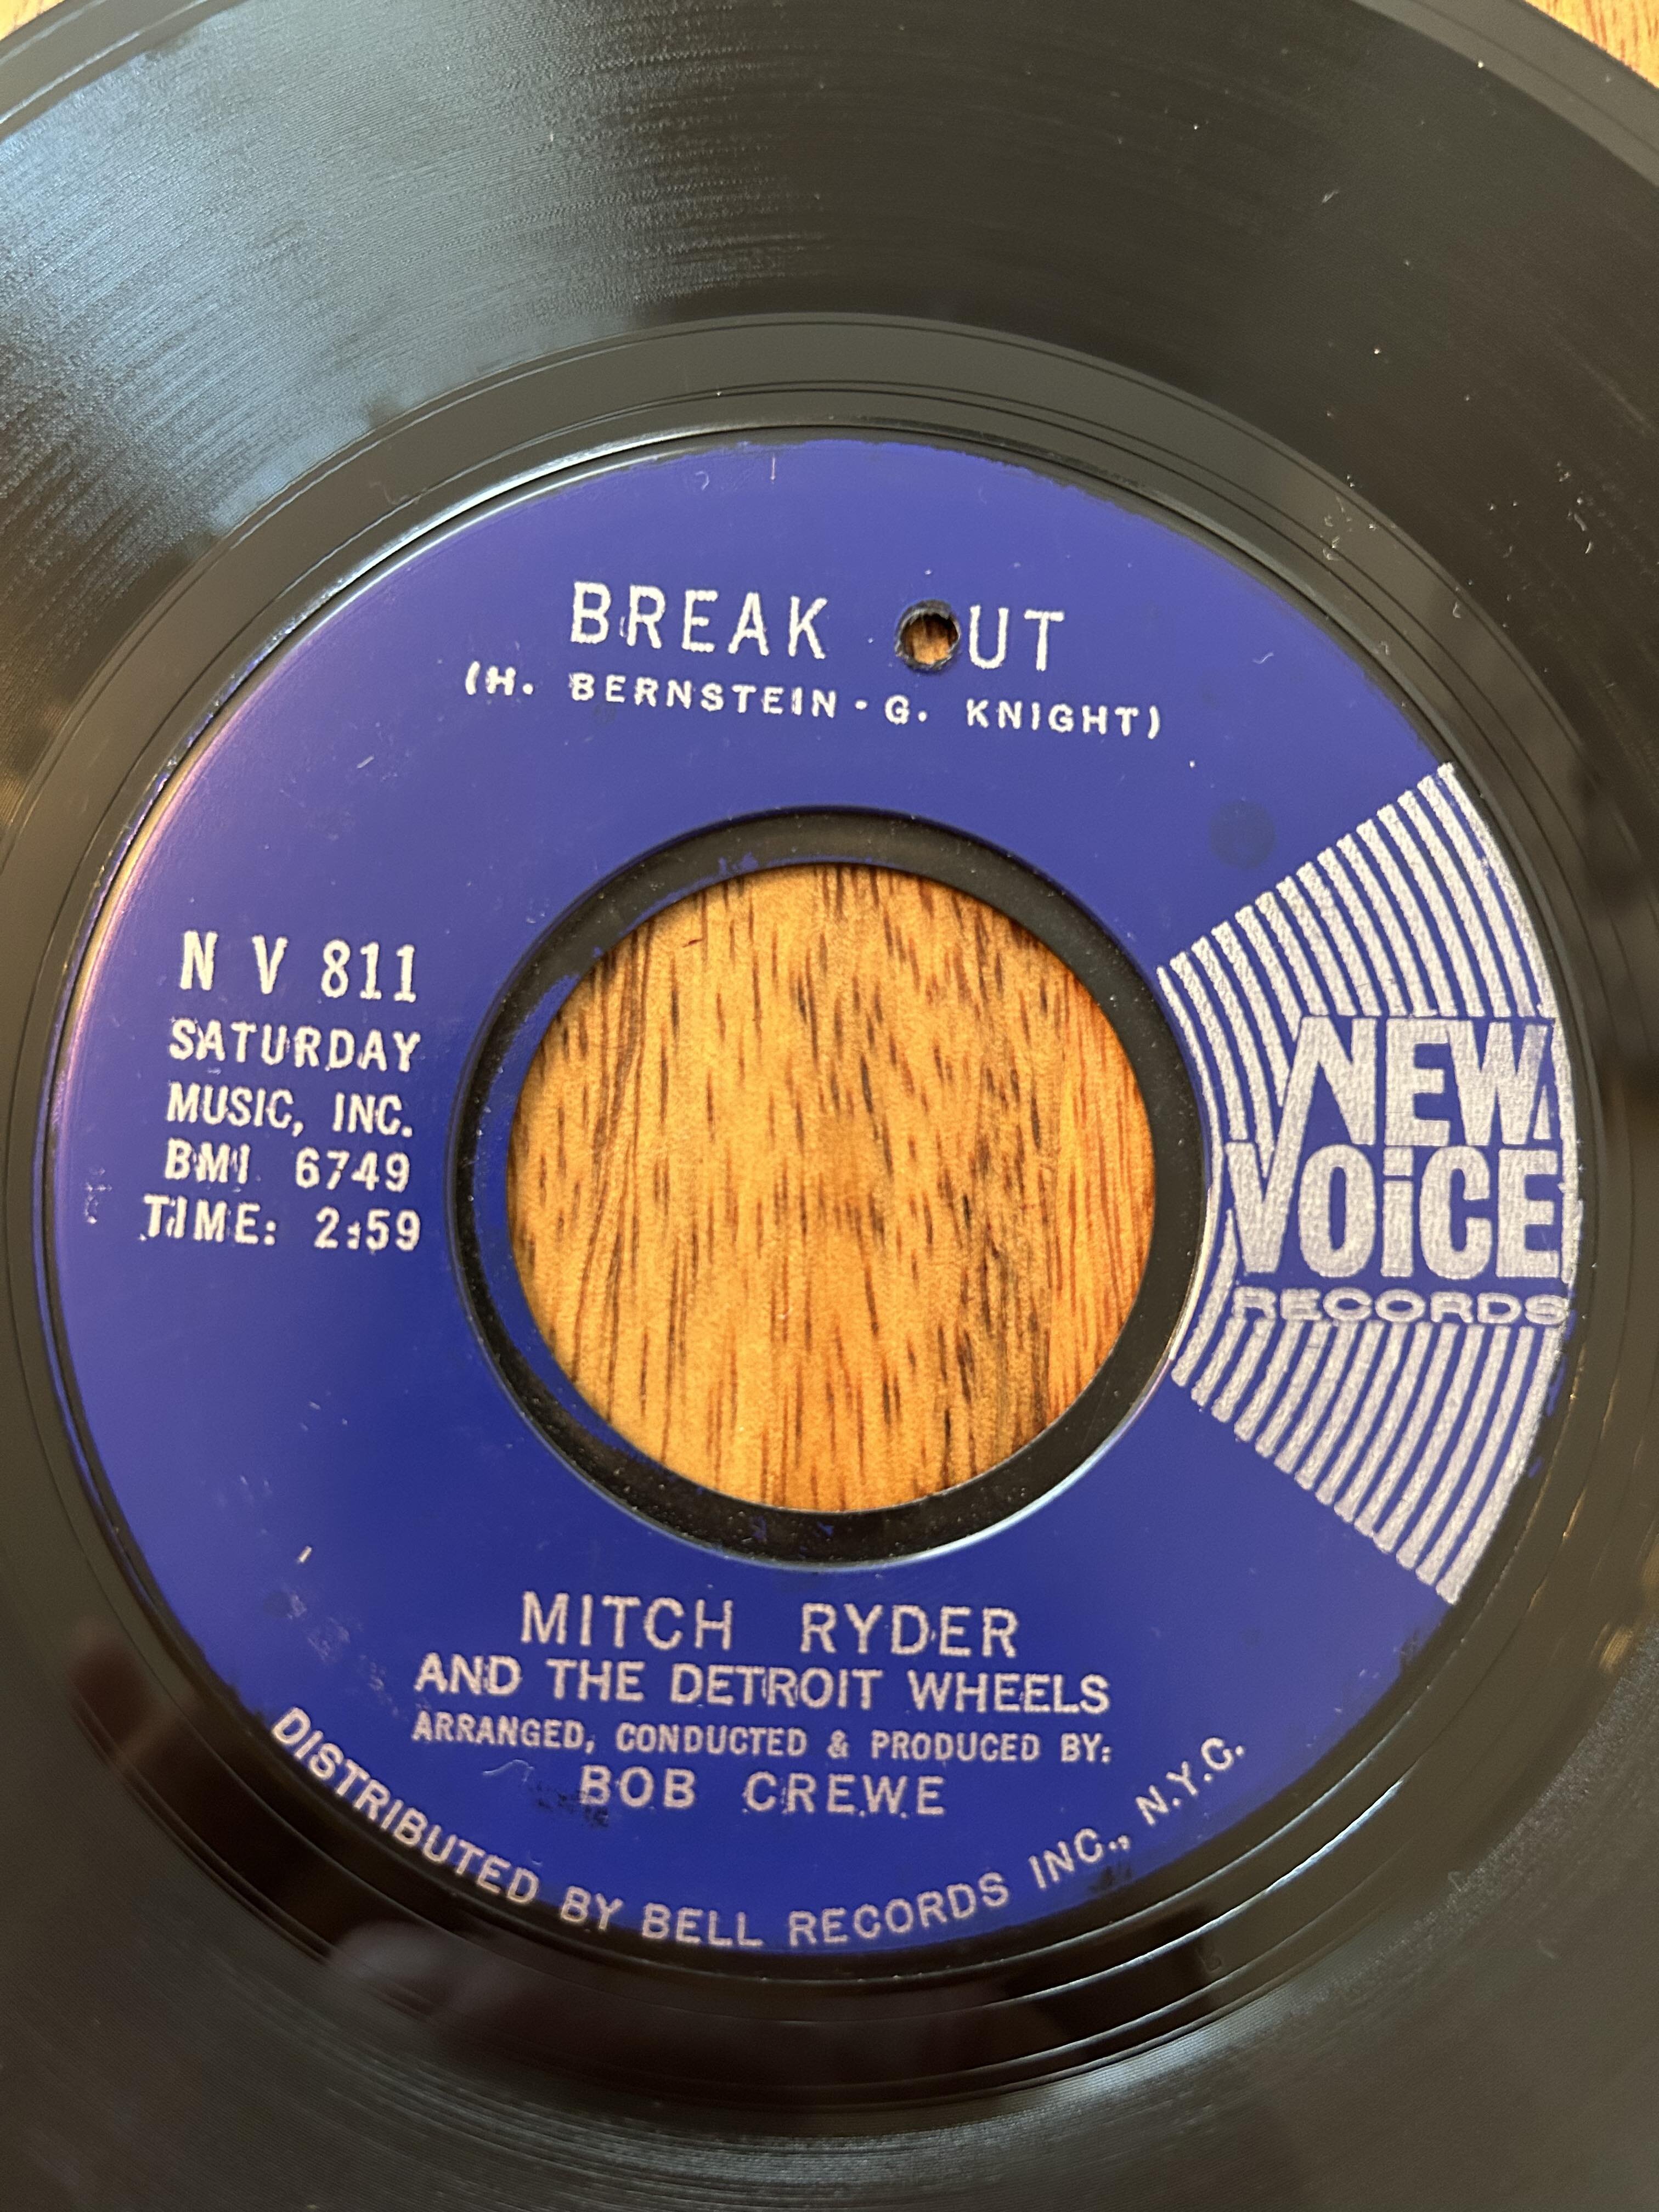 BREAK OUT
(H. BERNSTEIN - G. KNIGHT)
N V 811
SATURDAY
MUSIC, INC.
BMI 6749
TIME: 2:59
NEW
VOiCE
RECORDS
MITCH RYDER
AND THE DETROIT WHEELS
ARRANGED, CONDUCTED & PRODUCED BY:
BOB CREWE
DISTRIBUTED BY BELL RECORDS INC., N.Y.C.